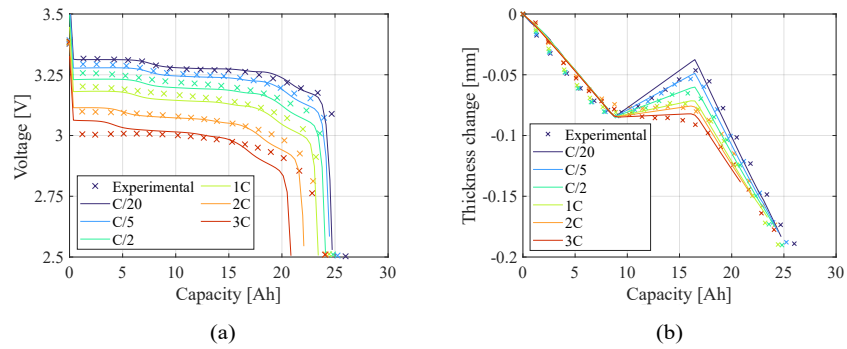 3.5
3.25
3
2.75
2.5
Voltage [V]
0
5
10
15
20
25
30
Capacity [Ah]
Experimental
C/20
C/5
C/2
1C
2C
3C
(a)
0
-0.05
-0.1
-0.15
-0.2
Thickness change [mm]
0
5
10
15
20
25
30
Capacity [Ah]
Experimental
C/20
C/5
C/2
1C
2C
3C
(b)